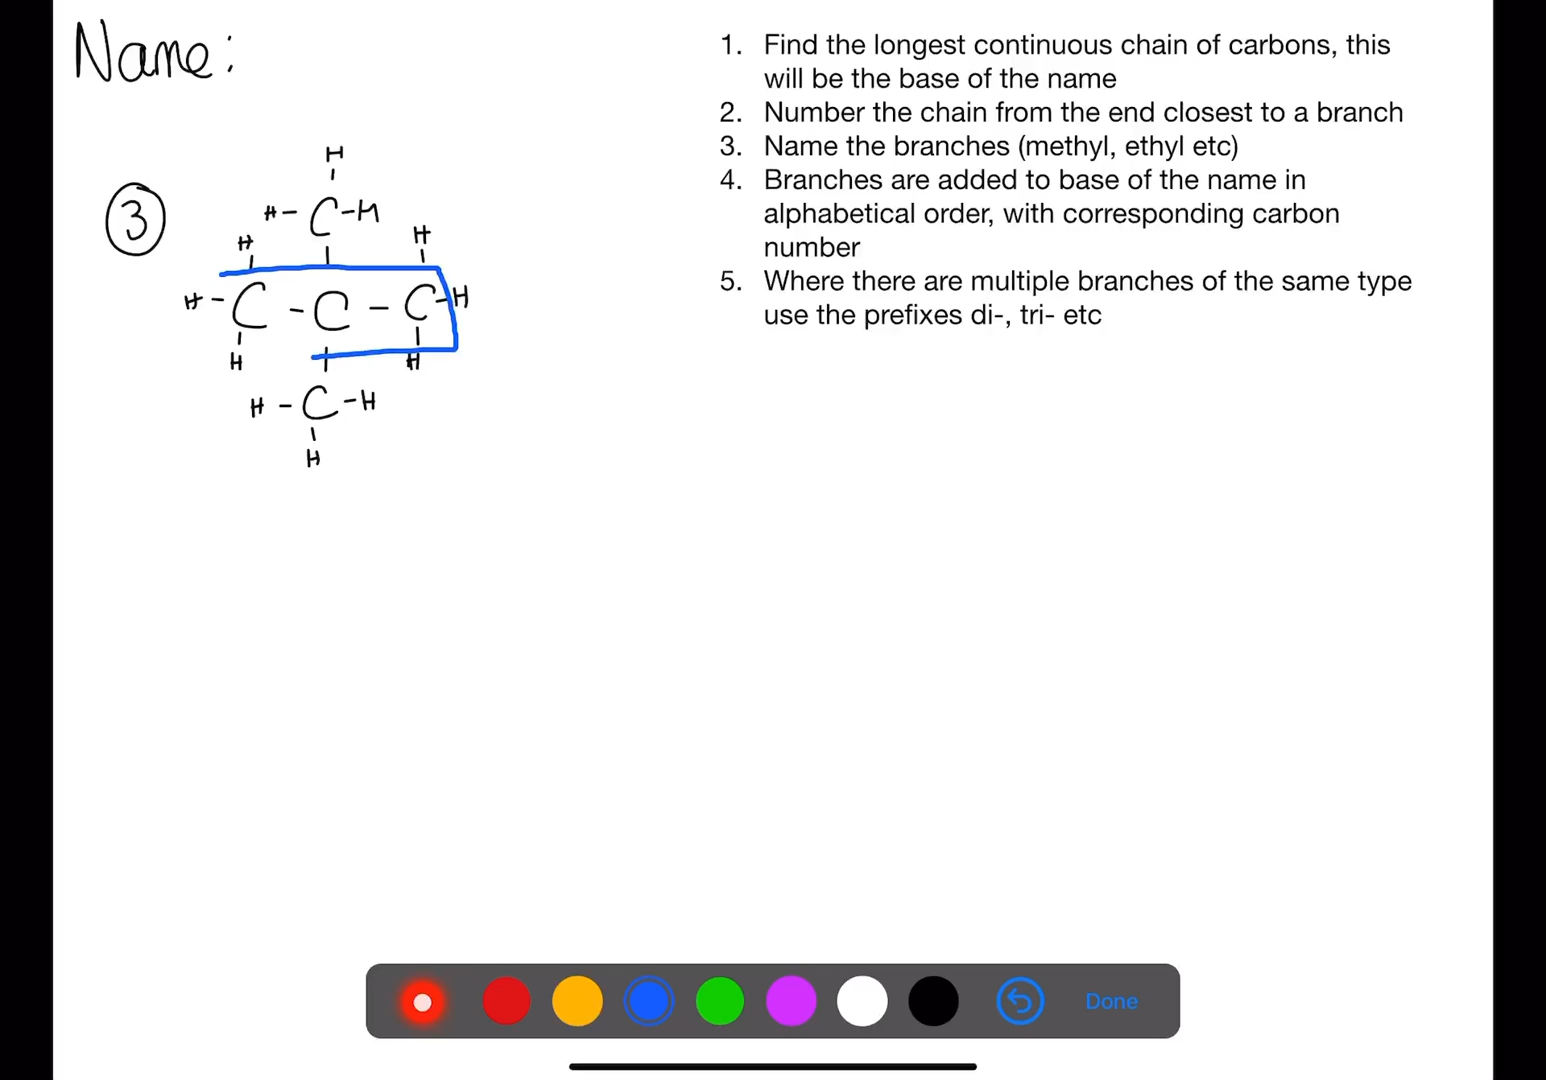 Name:
1. Find the longest continuous chain of carbons, this
will be the base of the name
2. Number the chain from the end closest to a branch
3. Name the branches (methyl, ethyl etc)
4. Branches are added to base of the name in
alphabetical order, with corresponding carbon
number
5. Where there are multiple branches of the same type
use the prefixes di-, tri- etc
3
H
H - C - H
H H
H - C - C - C - H
H H
H - C - H
H
Done